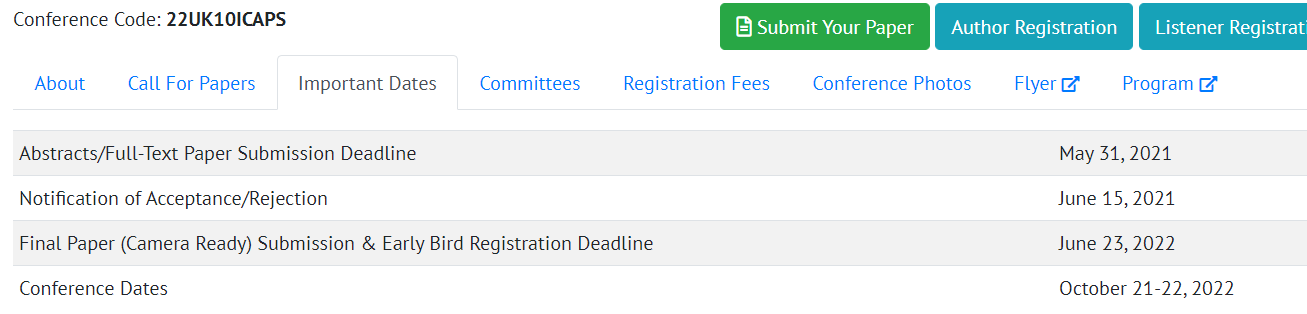 Conference Code: 22UK10ICAPS
Submit Your Paper Author Registration Listener
About Call For Papers Important Dates Committees Registration Fees Conference Photos Flyer Program
Abstracts/Full-Text Paper Submission Deadline May 31, 2021
Notification of Acceptance/Rejection June 15, 2021
Final Paper (Camera Ready) Submission & Early Bird Registration Deadline June 23, 2022
Conference Dates October 21-22, 2022